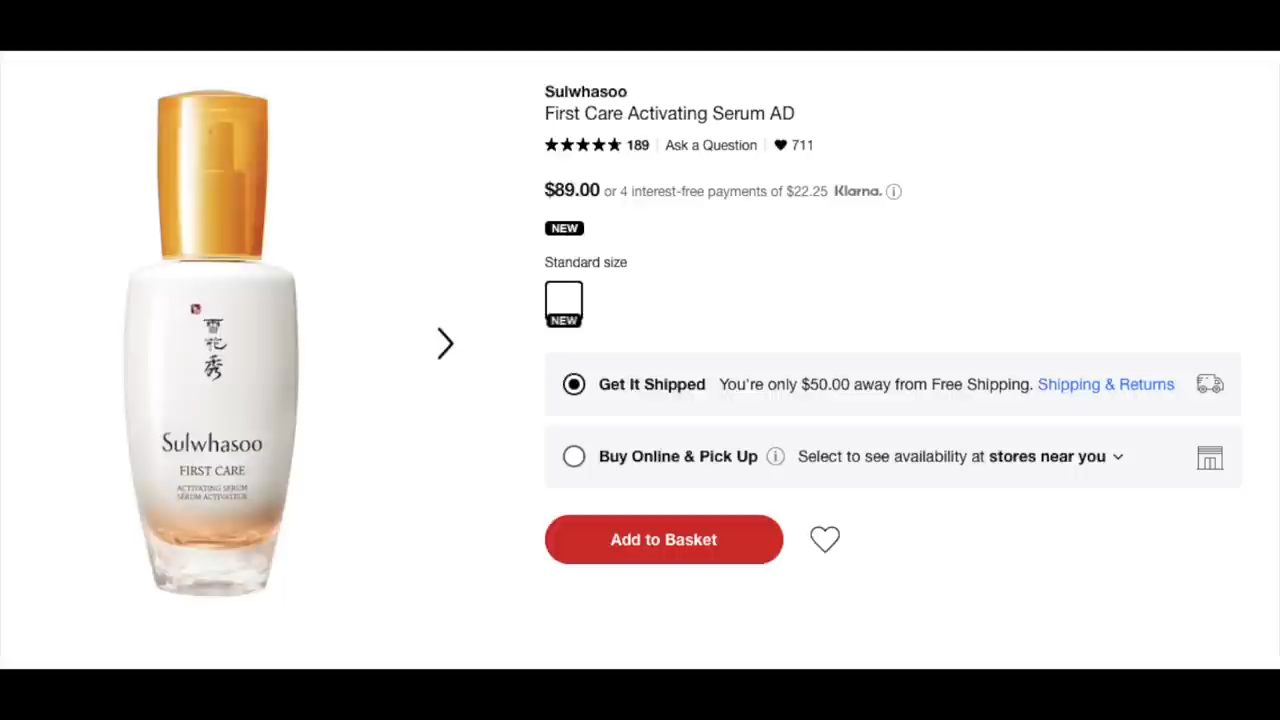 Sulwhasoo
First Care Activating Serum AD
189 Ask a Question 711
$89.00 or 4 interest-free payments of $22.25 Klarna.
NEW
Standard size
NEW
Get It Shipped You're only $50.00 away from Free Shipping. Shipping & Returns
Buy Online & Pick Up Select to see availability at stores near you
Add to Basket
雪
花
秀
Sulwhasoo
FIRST CARE
ACTIVATING SERUM
SÉRUM ACTIVATEUR